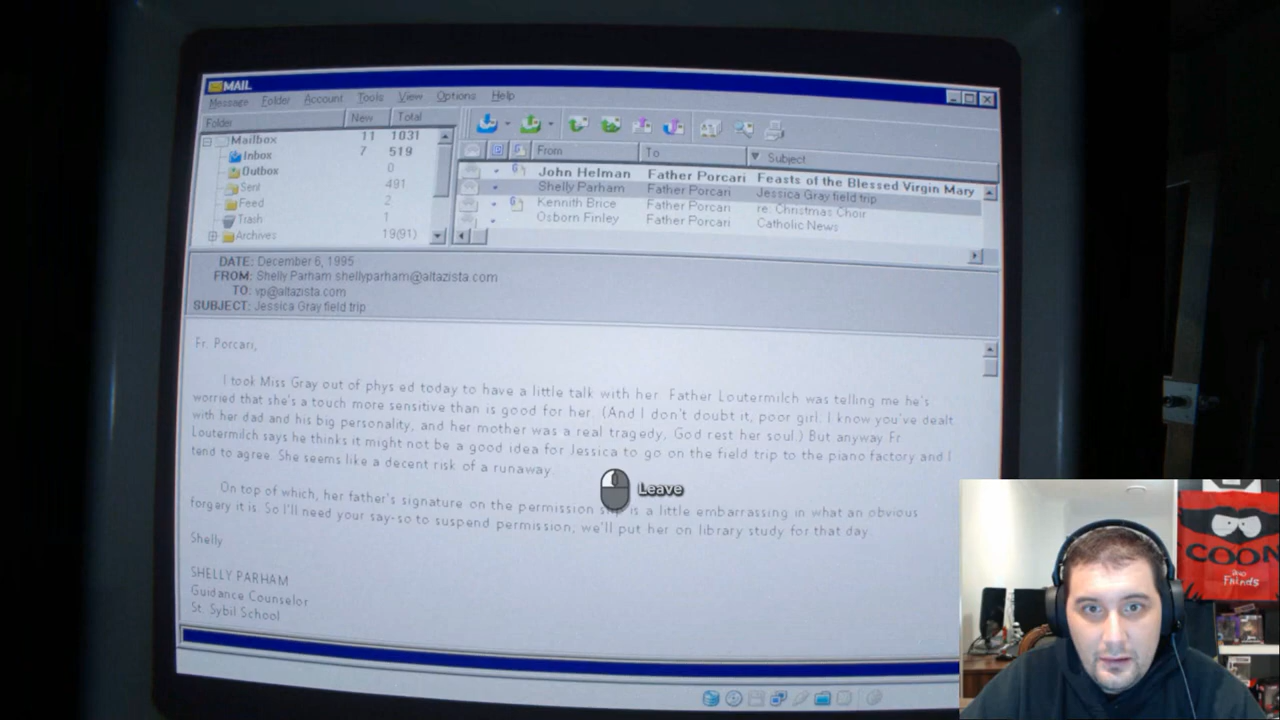 MAIL
Message Folder Account Tools View Options Help
Folder New Total
Mailbox 11 1031
Inbox 7 519
Outbox 0
Sent 491
Feed 2
Trash 1
Archives 19(91)
From To Subject
John Helman Father Porcari Feasts of the Blessed Virgin Mary
Shelly Parham Father Porcari Jessica Gray field trip
Kennith Brice Father Porcari re: Christmas Choir
Osborn Finley Father Porcari Catholic News
DATE: December 6, 1995
FROM: Shelly Parham shellyparham@altazista.com
TO: vp@altazista.com
SUBJECT: Jessica Gray field trip
Fr. Porcari,
I took Miss Gray out of phys ed today to have a little talk with her. Father Loutermilch was telling me he's
worried that she's a touch more sensitive than is good for her. (And I don't doubt it, poor girl. I know you've dealt
with her dad and his big personality, and her mother was a real tragedy, God rest her soul.) But anyway Fr.
Loutermilch says he thinks it might not be a good idea for Jessica to go on the field trip to the piano factory and I
tend to agree. She seems like a decent risk of a runaway.
On top of which, her father's signature on the permission slip is a little embarrassing in what an obvious
forgery it is. So I'll need your say-so to suspend permission; we'll put her on library study for that day.
Shelly
SHELLY PARHAM
Guidance Counselor
St. Sybil School
Leave
COON
and
Friends